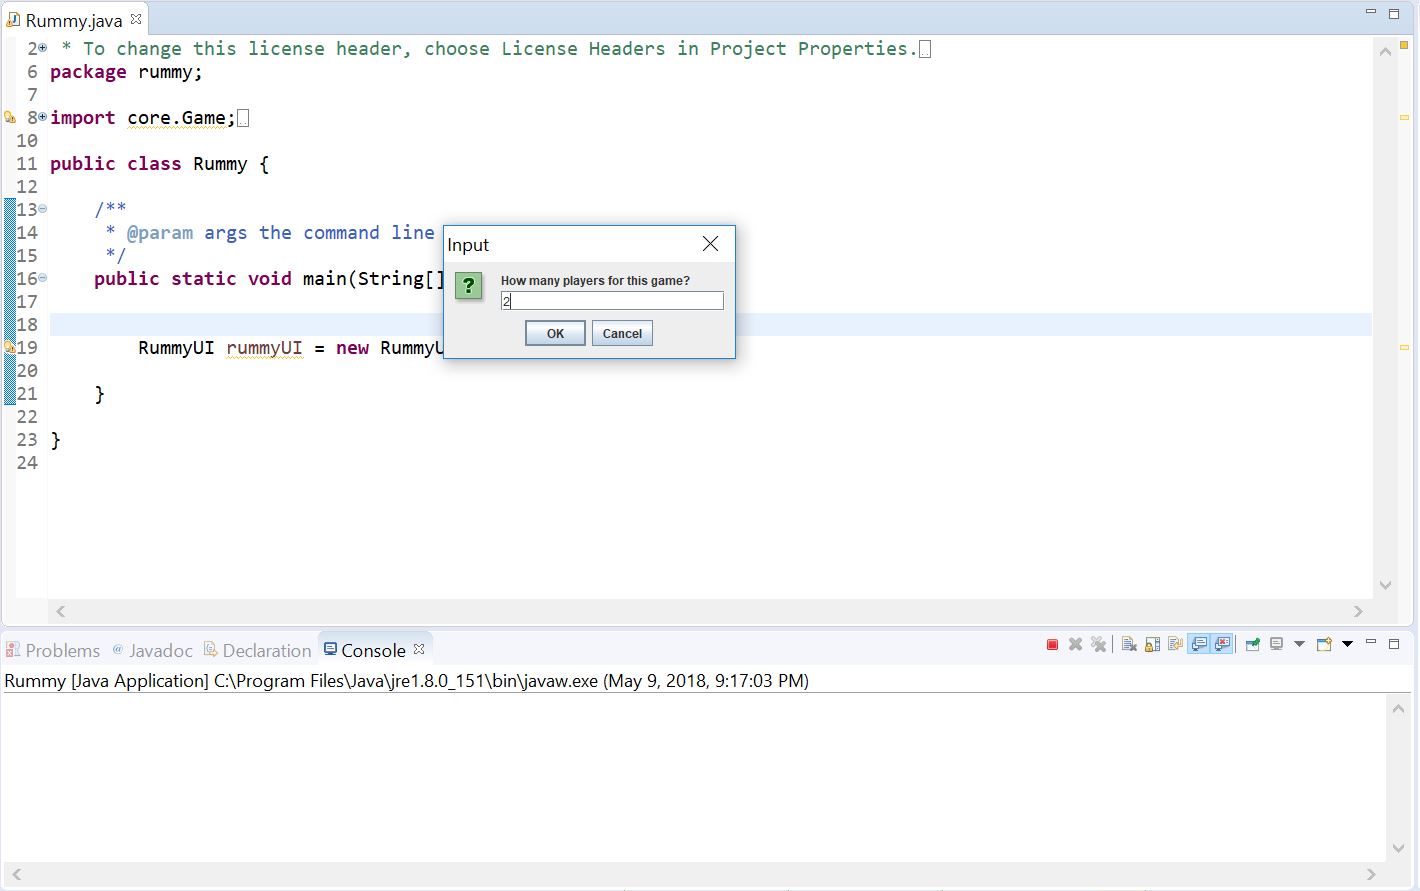 Rummy.java
2 * To change this license header, choose License Headers in Project Properties.
6 package rummy;
7
8 import core.Game;
10
11 public class Rummy {
12
13 /**
14 * @param args the command line
15 */
16 public static void main(String[]
17
18
19 RummyUI rummyUI = new RummyU
20
21 }
22
23 }
24
Input
?
How many players for this game?
2
OK Cancel
Problems @ Javadoc Declaration Console
Rummy [Java Application] C:\Program Files\Java\jre1.8.0_151\bin\javaw.exe (May 9, 2018, 9:17:03 PM)